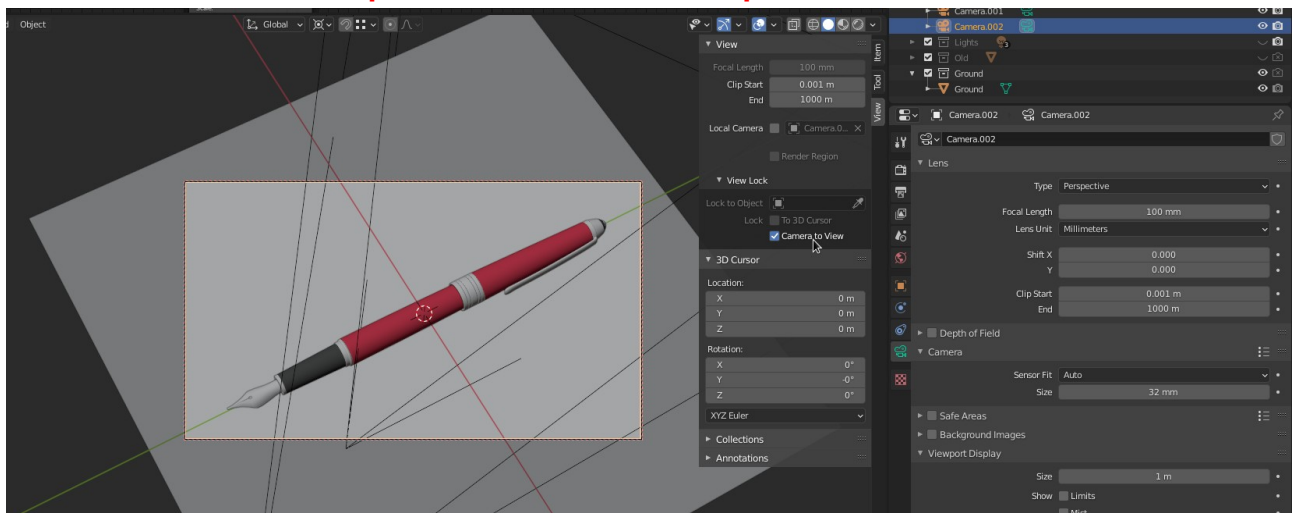 Object
Global
View
Focal Length 100 mm
Clip Start 0.001 m
End 1000 m
Local Camera Camera.0...
Render Region
View Lock
Lock to Object
Lock To 3D Cursor
Camera to View
3D Cursor
Location:
X 0 m
Y 0 m
Z 0 m
Rotation:
X 0°
Y -0°
Z 0°
XYZ Euler
Collections
Annotations
Item
Tool
View
Camera.001
Camera.002
Lights 3
Old
Ground
Ground
Camera.002 Camera.002
Camera.002
Lens
Type Perspective
Focal Length 100 mm
Lens Unit Millimeters
Shift X 0.000
Y 0.000
Clip Start 0.001 m
End 1000 m
Depth of Field
Camera
Sensor Fit Auto
Size 32 mm
Safe Areas
Background Images
Viewport Display
Size 1 m
Show Limits
Mist